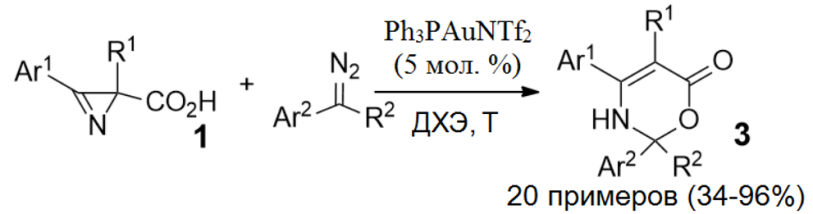 Ar1
R1
N
CO2H
1
+
N2
Ar2
R2
Ph3PAuNTf2
(5 мол. %)
ДХЭ, Т
R1
Ar1
O
HN
O
Ar2
R2
3
20 примеров (34-96%)